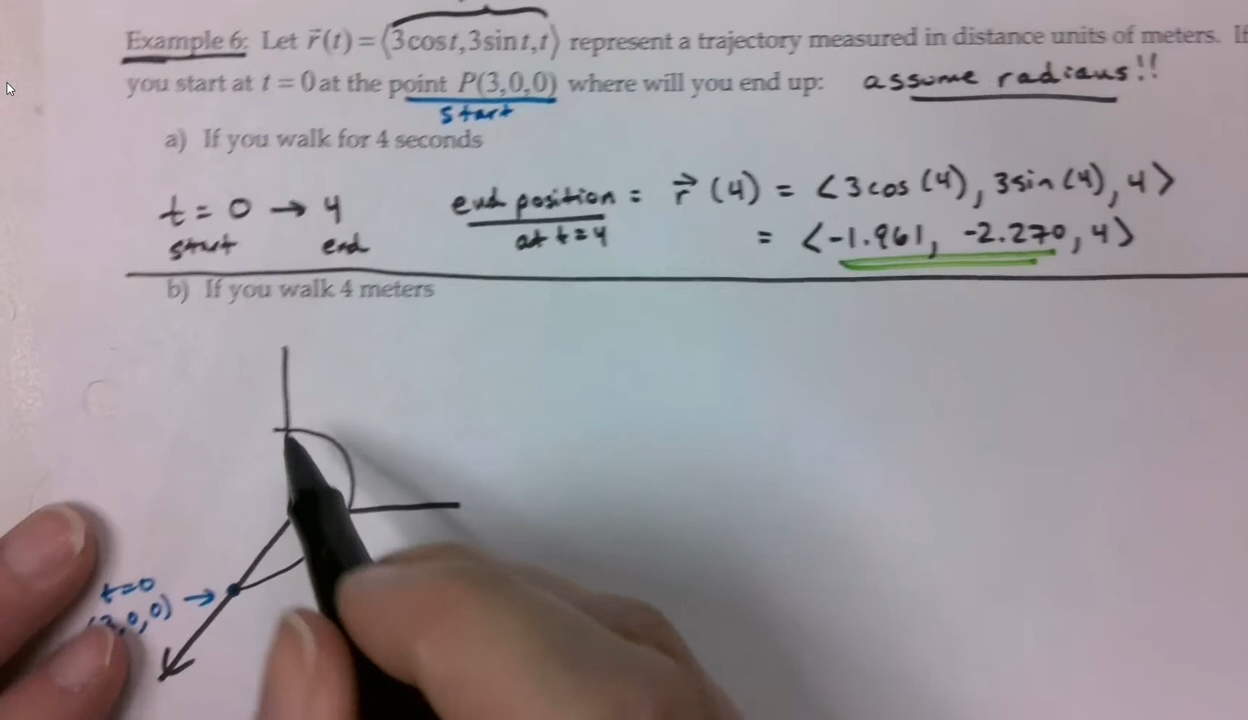 Example 6: Let r⃗(t) = ⟨3cos t, 3sin t, t⟩ represent a trajectory measured in distance units of meters. If
you start at t = 0 at the point P(3,0,0) where will you end up: assume radians!!
start
a) If you walk for 4 seconds
t = 0 → 4 end position = r⃗(4) = ⟨3cos(4), 3sin(4), 4⟩
start end at t=4 = ⟨-1.961, -2.270, 4⟩
b) If you walk 4 meters
t=0
(3,0,0) →